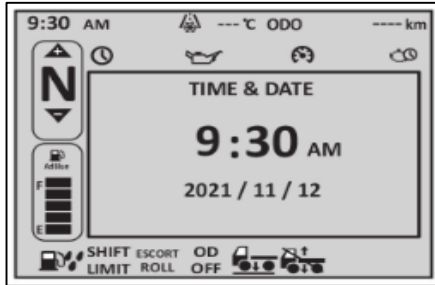 9:30 AM --- °C ODO ---- km
N
TIME & DATE
9:30 AM
2021 / 11 / 12
AdBlue
F
E
SHIFT LIMIT
ESCORT ROLL
OD OFF